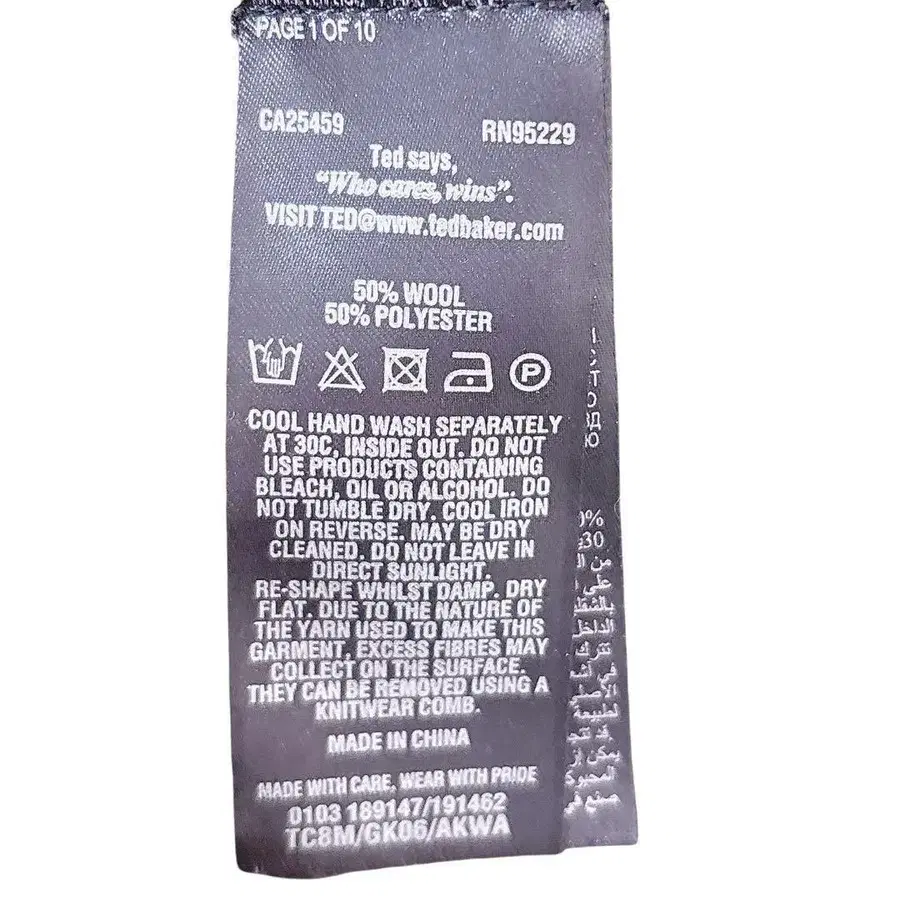 PAGE 1 OF 10
CA25459 RN95229
Ted says,
"Who cares, wins".
VISIT TED@www.tedbaker.com
50% WOOL
50% POLYESTER
P
COOL HAND WASH SEPARATELY
AT 30C, INSIDE OUT. DO NOT
USE PRODUCTS CONTAINING
BLEACH, OIL OR ALCOHOL. DO
NOT TUMBLE DRY. COOL IRON
ON REVERSE. MAY BE DRY
CLEANED. DO NOT LEAVE IN
DIRECT SUNLIGHT.
RE-SHAPE WHILST DAMP. DRY
FLAT. DUE TO THE NATURE OF
THE YARN USED TO MAKE THIS
GARMENT, EXCESS FIBRES MAY
COLLECT ON THE SURFACE.
THEY CAN BE REMOVED USING A
KNITWEAR COMB.
MADE IN CHINA
MADE WITH CARE, WEAR WITH PRIDE
0103 189147/191462
TC8M/GK06/AKWA